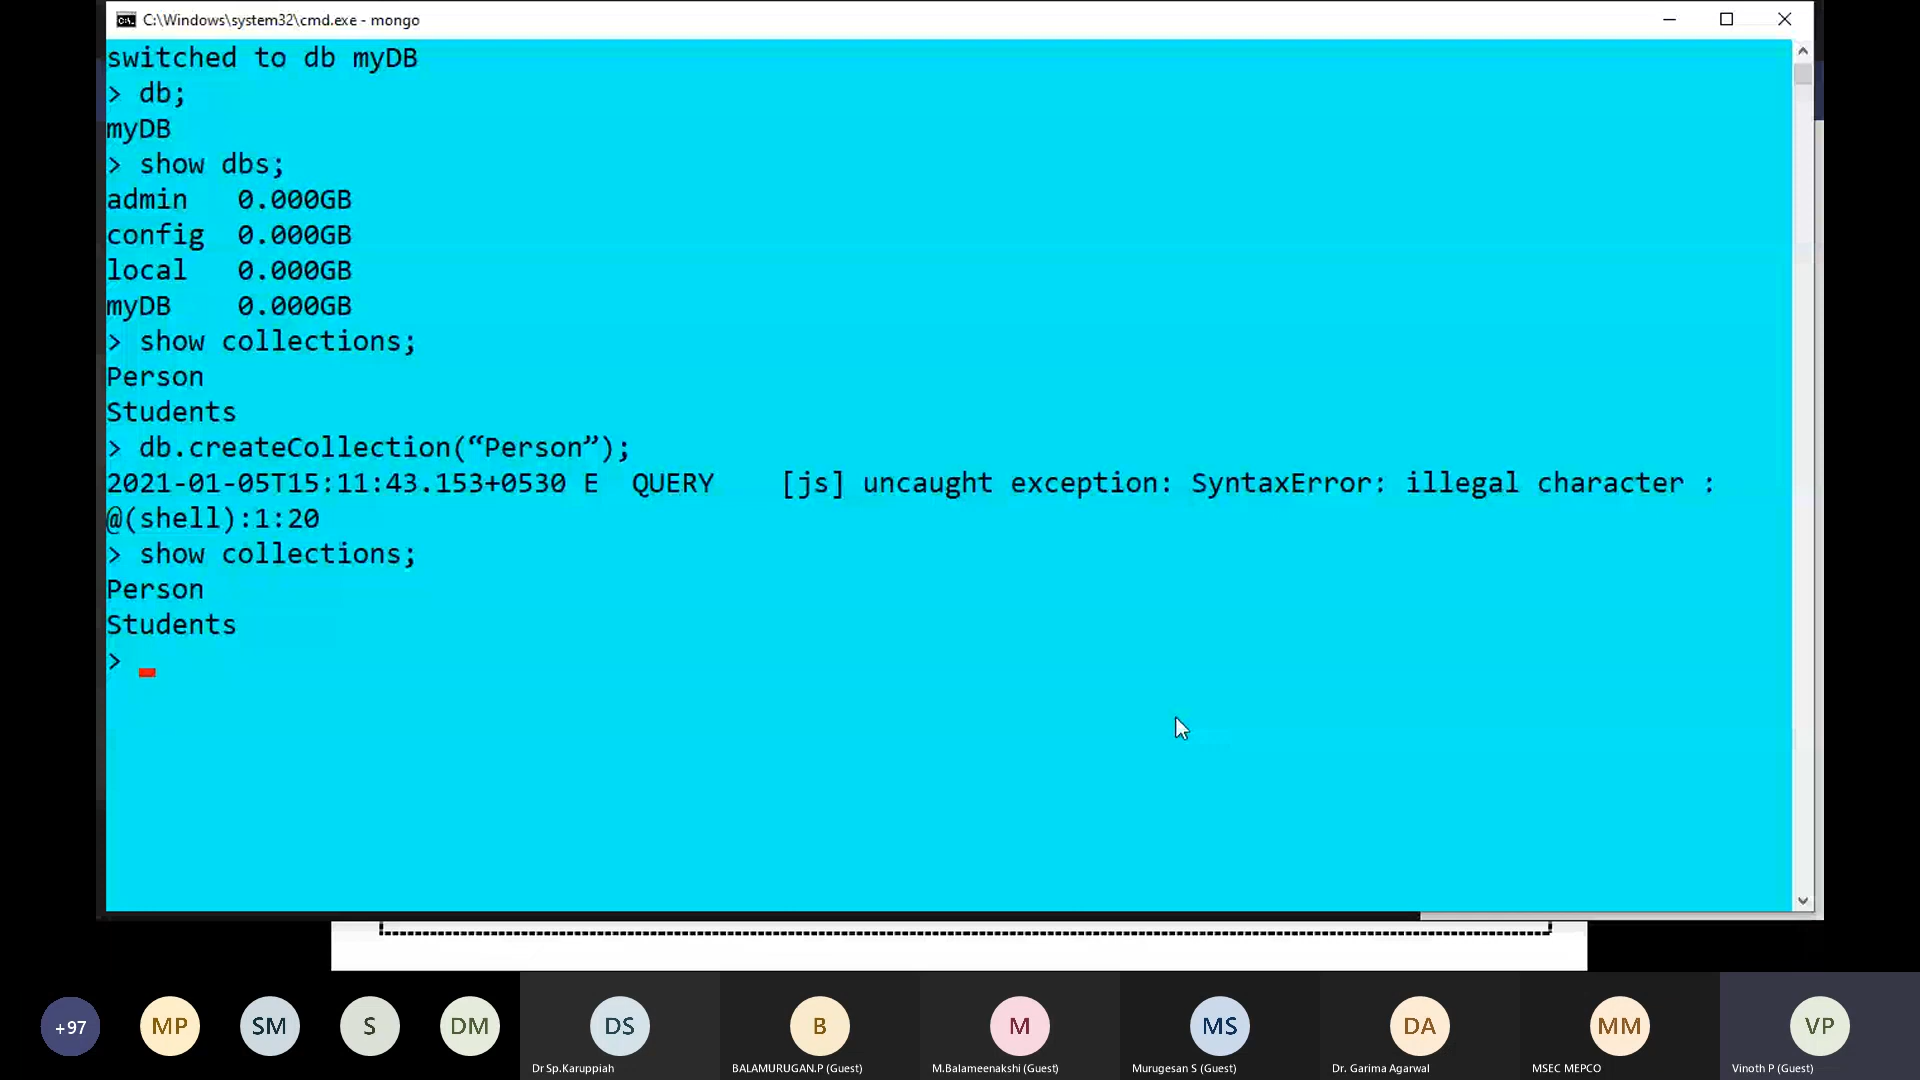 C:\Windows\system32\cmd.exe - mongo
switched to db myDB
> db;
myDB
> show dbs;
admin   0.000GB
config  0.000GB
local   0.000GB
myDB    0.000GB
> show collections;
Person
Students
> db.createCollection(“Person”);
2021-01-05T15:11:43.153+0530 E  QUERY    [js] uncaught exception: SyntaxError: illegal character :
@(shell):1:20
> show collections;
Person
Students
>
+97 MP SM S DM DS B M MS DA MM VP
Dr Sp.Karuppiah BALAMURUGAN.P (Guest) M.Balameenakshi (Guest) Murugesan S (Guest) Dr. Garima Agarwal MSEC MEPCO Vinoth P (Guest)